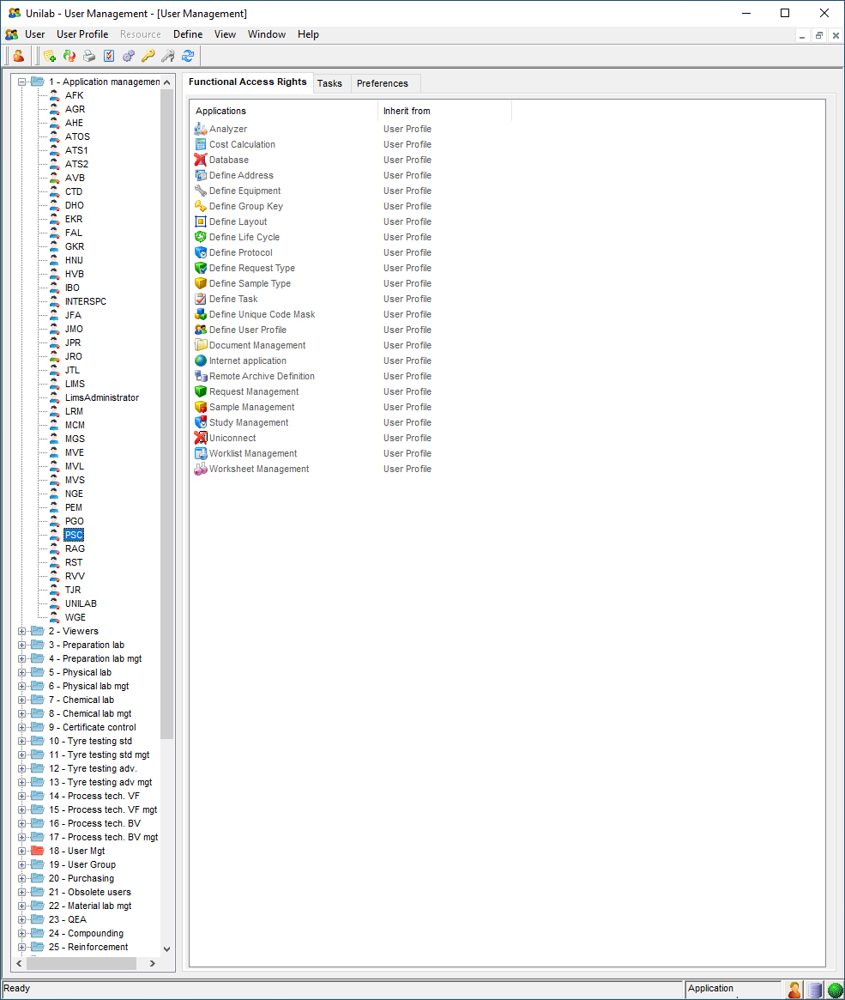 Unilab - User Management - [User Management]
User User Profile Resource Define View Window Help
Functional Access Rights Tasks Preferences
1 - Application managemen
AFK
AGR
AHE
ATOS
ATS1
ATS2
AVB
CTD
DHO
EKR
FAL
GKR
HNIJ
HVB
IBO
INTERSPC
JFA
JMO
JPR
JRO
JTL
LIMS
LimsAdministrator
LRM
MCM
MGS
MVE
MVL
MVS
NGE
PEM
PGO
PSC
RAG
RST
RVV
TJR
UNILAB
WGE
2 - Viewers
3 - Preparation lab
4 - Preparation lab mgt
5 - Physical lab
6 - Physical lab mgt
7 - Chemical lab
8 - Chemical lab mgt
9 - Certificate control
10 - Tyre testing std
11 - Tyre testing std mgt
12 - Tyre testing adv.
13 - Tyre testing adv mgt
14 - Process tech. VF
15 - Process tech. VF mgt
16 - Process tech. BV
17 - Process tech. BV mgt
18 - User Mgt
19 - User Group
20 - Purchasing
21 - Obsolete users
22 - Material lab mgt
23 - QEA
24 - Compounding
25 - Reinforcement
Applications Inherit from
Analyzer User Profile
Cost Calculation User Profile
Database User Profile
Define Address User Profile
Define Equipment User Profile
Define Group Key User Profile
Define Layout User Profile
Define Life Cycle User Profile
Define Protocol User Profile
Define Request Type User Profile
Define Sample Type User Profile
Define Task User Profile
Define Unique Code Mask User Profile
Define User Profile User Profile
Document Management User Profile
Internet application User Profile
Remote Archive Definition User Profile
Request Management User Profile
Sample Management User Profile
Study Management User Profile
Uniconnect User Profile
Worklist Management User Profile
Worksheet Management User Profile
Ready Application